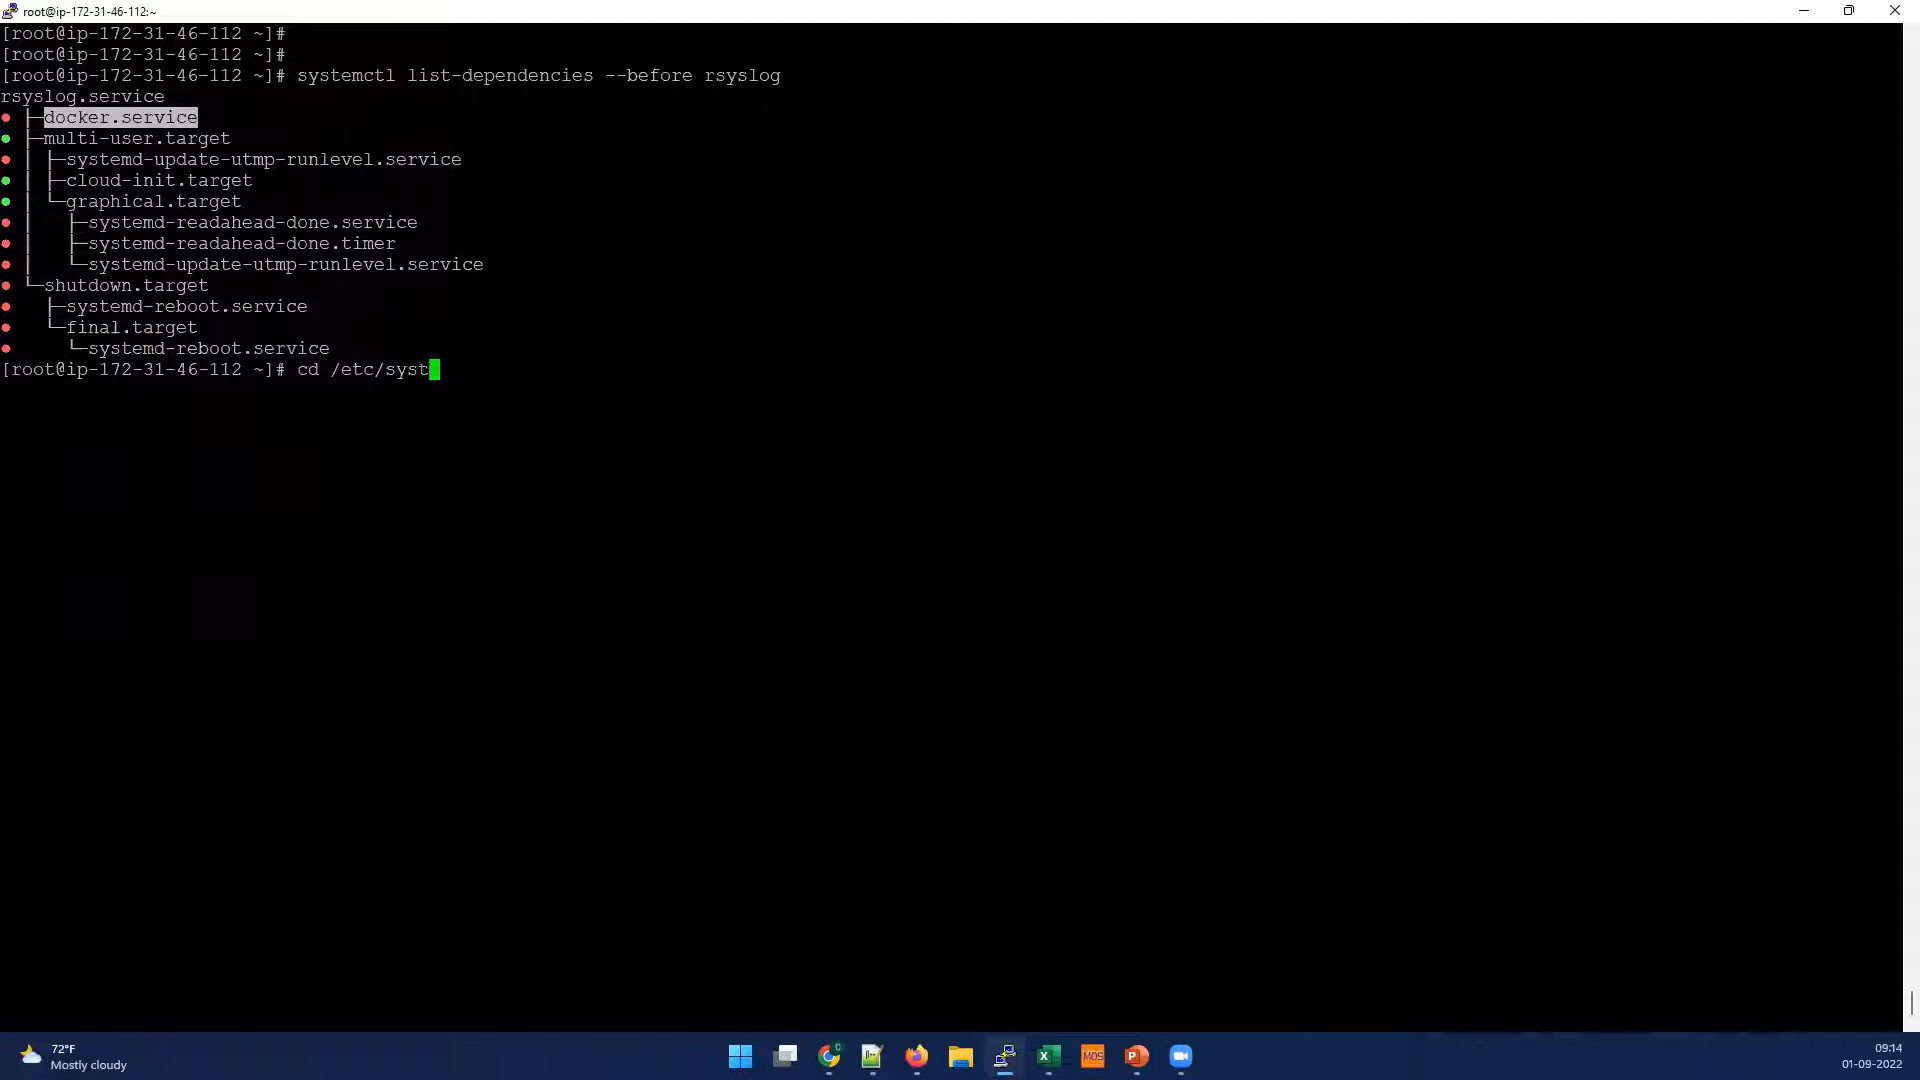 root@ip-172-31-46-112:~
[root@ip-172-31-46-112 ~]#
[root@ip-172-31-46-112 ~]#
[root@ip-172-31-46-112 ~]# systemctl list-dependencies --before rsyslog
rsyslog.service
● ├─docker.service
● ├─multi-user.target
● │ ├─systemd-update-utmp-runlevel.service
● │ ├─cloud-init.target
● │ └─graphical.target
● │   ├─systemd-readahead-done.service
● │   ├─systemd-readahead-done.timer
● │   └─systemd-update-utmp-runlevel.service
● └─shutdown.target
●   ├─systemd-reboot.service
●   └─final.target
●     └─systemd-reboot.service
[root@ip-172-31-46-112 ~]# cd /etc/syst
72°F
Mostly cloudy
MOS
09:14
01-09-2022